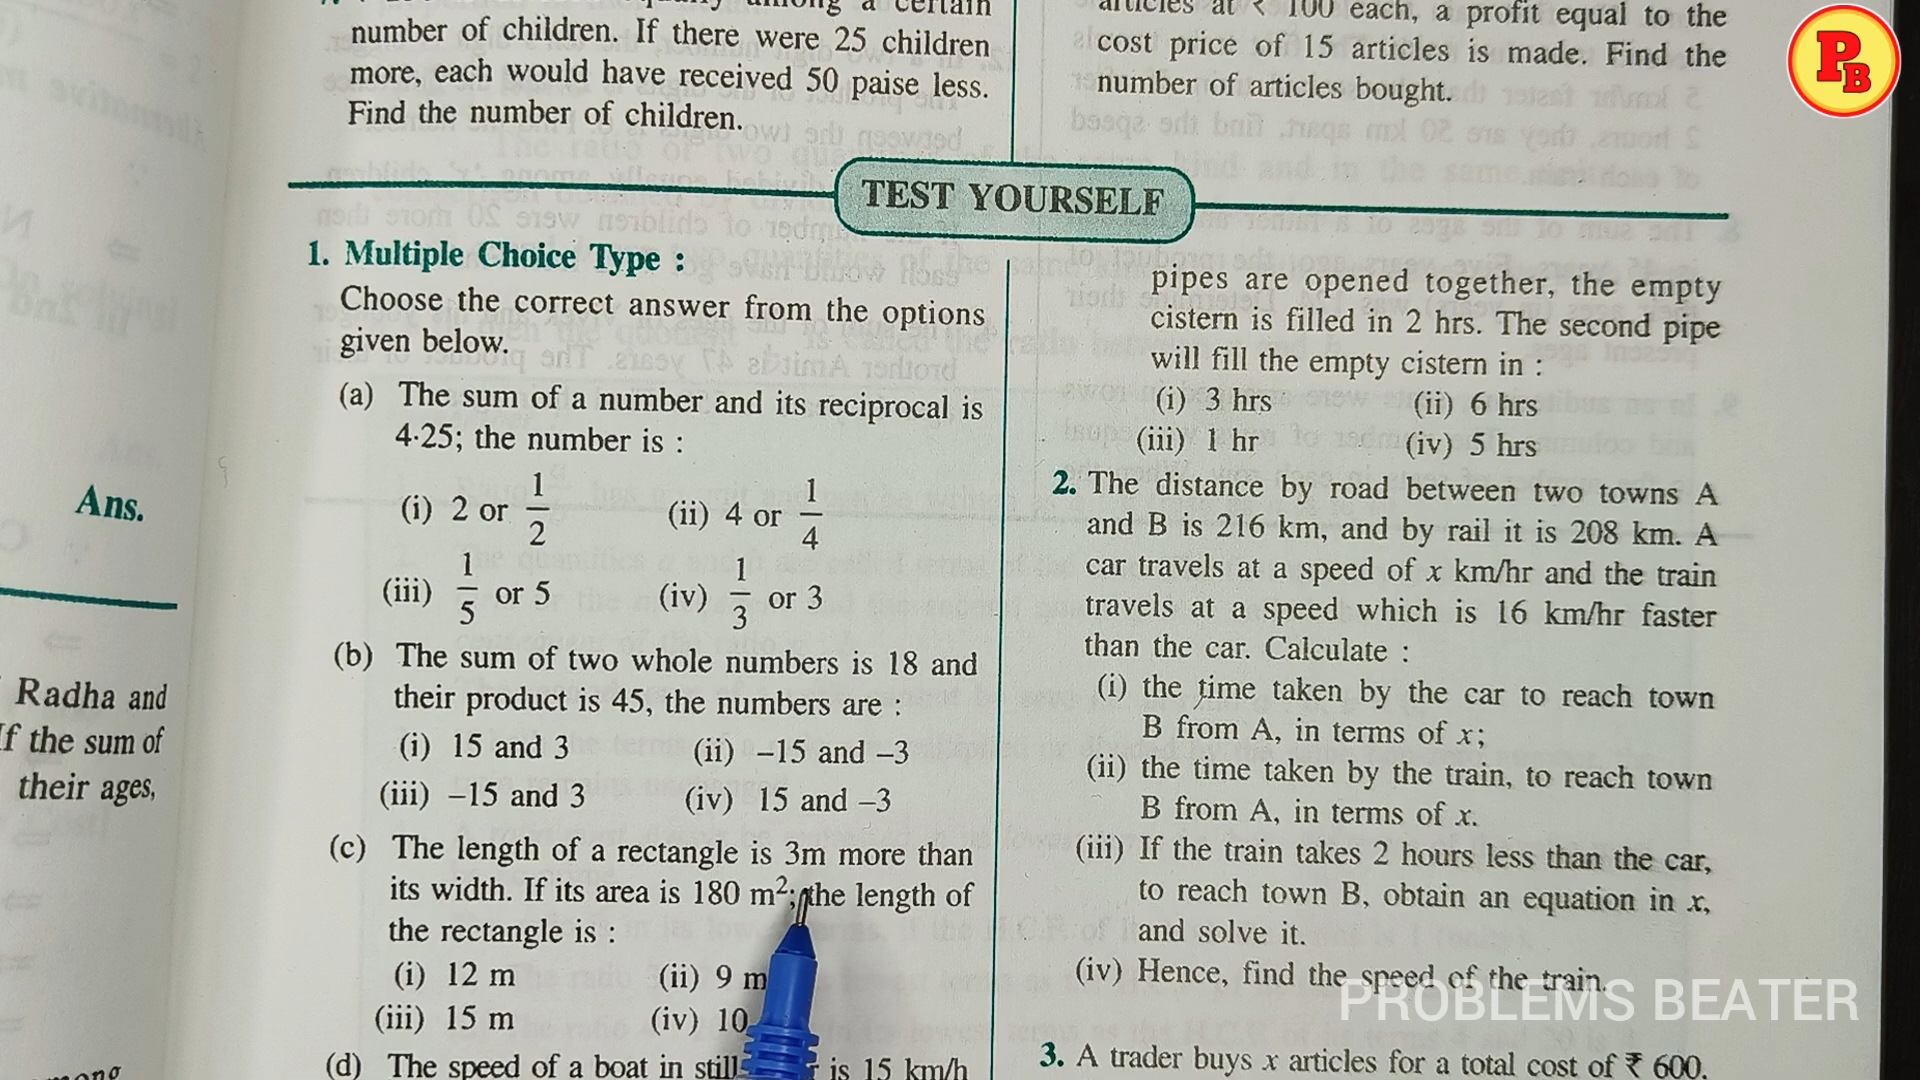 Ans.
Radha and
If the sum of
their ages,
number of children. If there were 25 children
more, each would have received 50 paise less.
Find the number of children.
articles at ₹ 100 each, a profit equal to the
cost price of 15 articles is made. Find the
number of articles bought.
PB
TEST YOURSELF
1. Multiple Choice Type :
Choose the correct answer from the options
given below.
(a) The sum of a number and its reciprocal is
4·25; the number is :
(i) 2 or 1/2 (ii) 4 or 1/4
(iii) 1/5 or 5 (iv) 1/3 or 3
(b) The sum of two whole numbers is 18 and
their product is 45, the numbers are :
(i) 15 and 3 (ii) –15 and –3
(iii) –15 and 3 (iv) 15 and –3
(c) The length of a rectangle is 3m more than
its width. If its area is 180 m²; the length of
the rectangle is :
(i) 12 m (ii) 9 m
(iii) 15 m (iv) 10
(d) The speed of a boat in still is 15 km/h
pipes are opened together, the empty
cistern is filled in 2 hrs. The second pipe
will fill the empty cistern in :
(i) 3 hrs (ii) 6 hrs
(iii) 1 hr (iv) 5 hrs
2. The distance by road between two towns A
and B is 216 km, and by rail it is 208 km. A
car travels at a speed of x km/hr and the train
travels at a speed which is 16 km/hr faster
than the car. Calculate :
(i) the time taken by the car to reach town
B from A, in terms of x;
(ii) the time taken by the train, to reach town
B from A, in terms of x.
(iii) If the train takes 2 hours less than the car,
to reach town B, obtain an equation in x,
and solve it.
(iv) Hence, find the speed of the train.
PROBLEMS BEATER
3. A trader buys x articles for a total cost of ₹ 600.